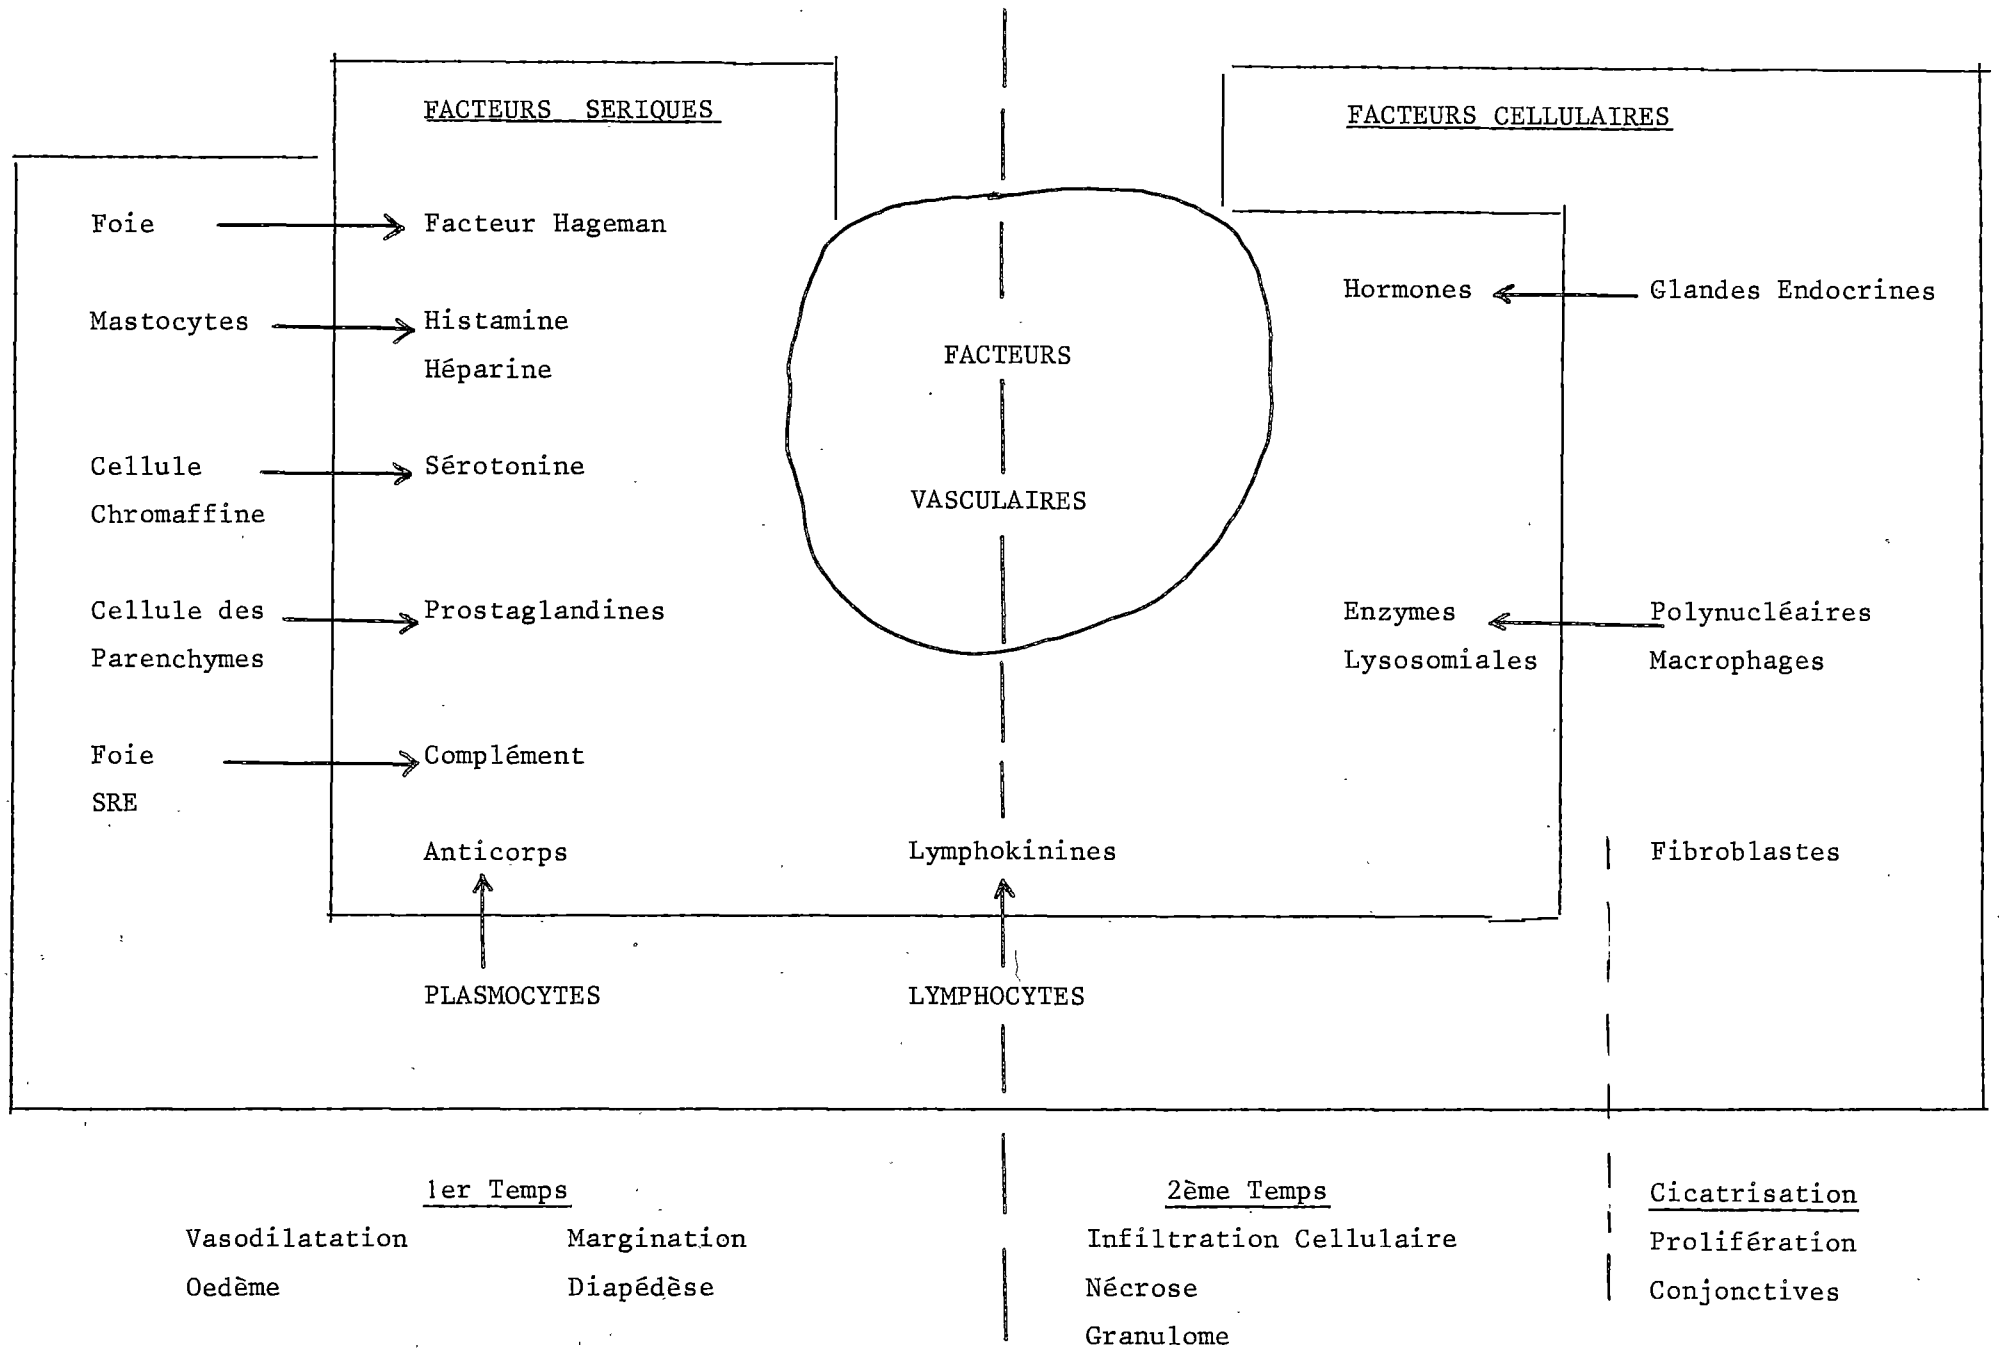 FACTEURS SERIQUES
FACTEURS CELLULAIRES
Foie
Facteur Hageman
Hormones
Glandes Endocrines
Mastocytes
Histamine
Héparine
FACTEURS
VASCULAIRES
Cellule
Chromaffine
Sérotonine
Cellule des
Parenchymes
Prostaglandines
Enzymes
Lysosomiales
Polynucléaires
Macrophages
Foie
SRE
Complément
Anticorps
Lymphokinines
Fibroblastes
PLASMOCYTES
LYMPHOCYTES
1er Temps
Vasodilatation
Oedème
Margination
Diapédèse
2ème Temps
Infiltration Cellulaire
Nécrose
Granulome
Cicatrisation
Prolifération
Conjonctives